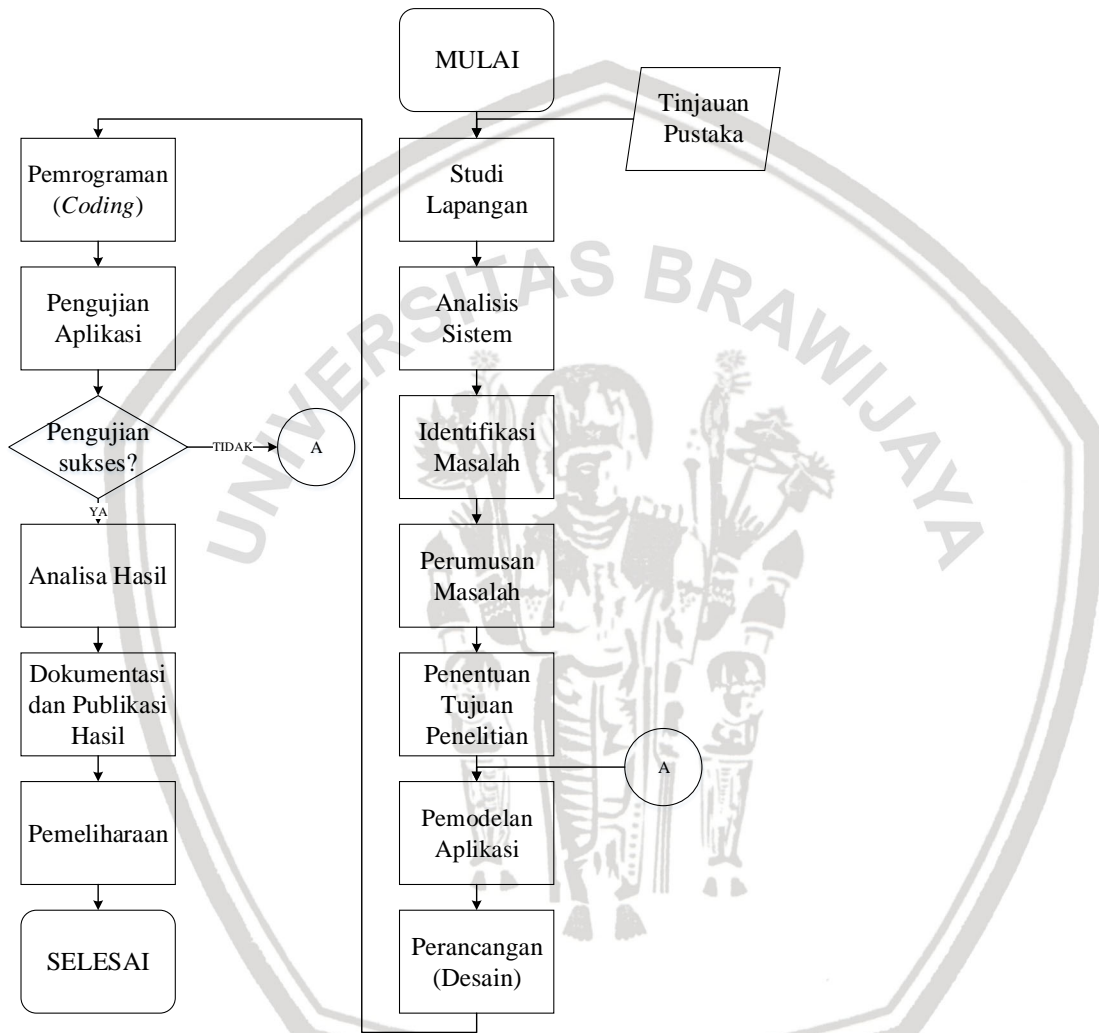 MULAI
Tinjauan
Pustaka
Studi
Lapangan
Analisis
Sistem
Identifikasi
Masalah
Perumusan
Masalah
Penentuan
Tujuan
Penelitian
A
Pemodelan
Aplikasi
Perancangan
(Desain)
Pemrograman
(Coding)
Pengujian
Aplikasi
Pengujian
sukses?
TIDAK
A
YA
Analisa Hasil
Dokumentasi
dan Publikasi
Hasil
Pemeliharaan
SELESAI
UNIVERSITAS BRAWIJAYA